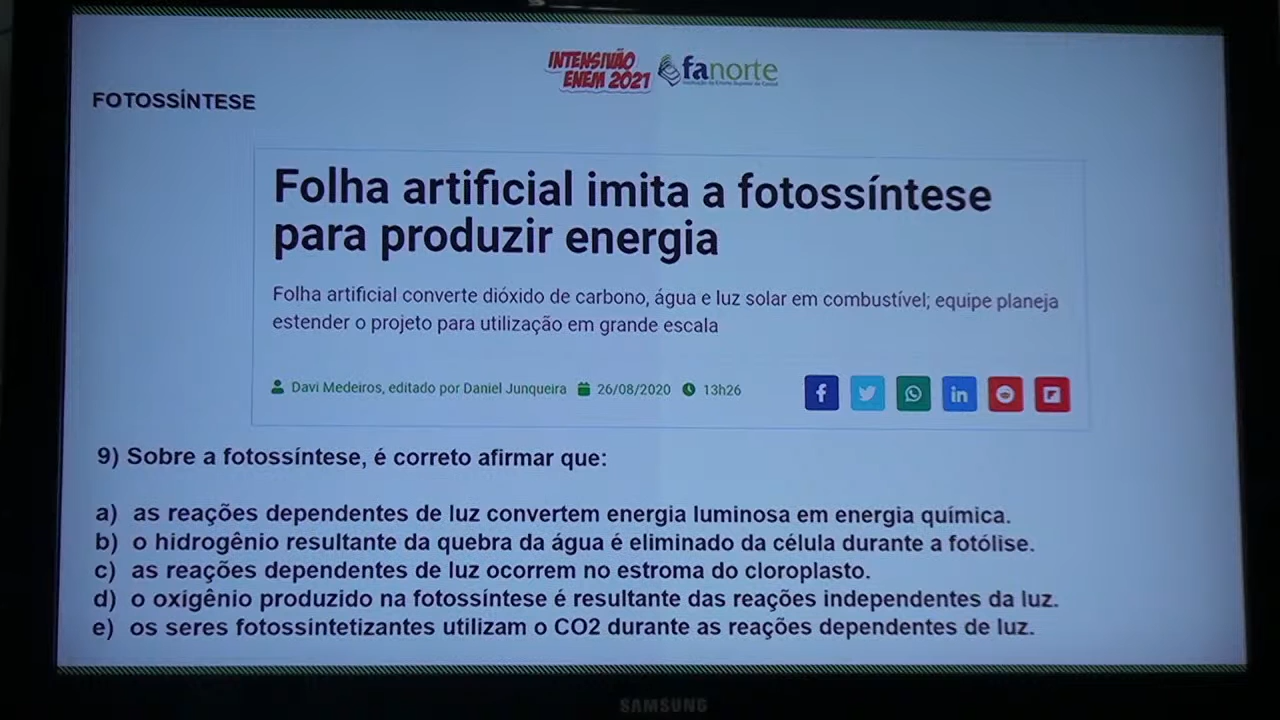 INTENSIVÃO
ENEM 2021
fanorte
FOTOSSÍNTESE
Folha artificial imita a fotossíntese
para produzir energia
Folha artificial converte dióxido de carbono, água e luz solar em combustível; equipe planeja
estender o projeto para utilização em grande escala
Davi Medeiros, editado por Daniel Junqueira 26/08/2020 13h26
9) Sobre a fotossíntese, é correto afirmar que:
a) as reações dependentes de luz convertem energia luminosa em energia química.
b) o hidrogênio resultante da quebra da água é eliminado da célula durante a fotólise.
c) as reações dependentes de luz ocorrem no estroma do cloroplasto.
d) o oxigênio produzido na fotossíntese é resultante das reações independentes da luz.
e) os seres fotossintetizantes utilizam o CO2 durante as reações dependentes de luz.
SAMSUNG